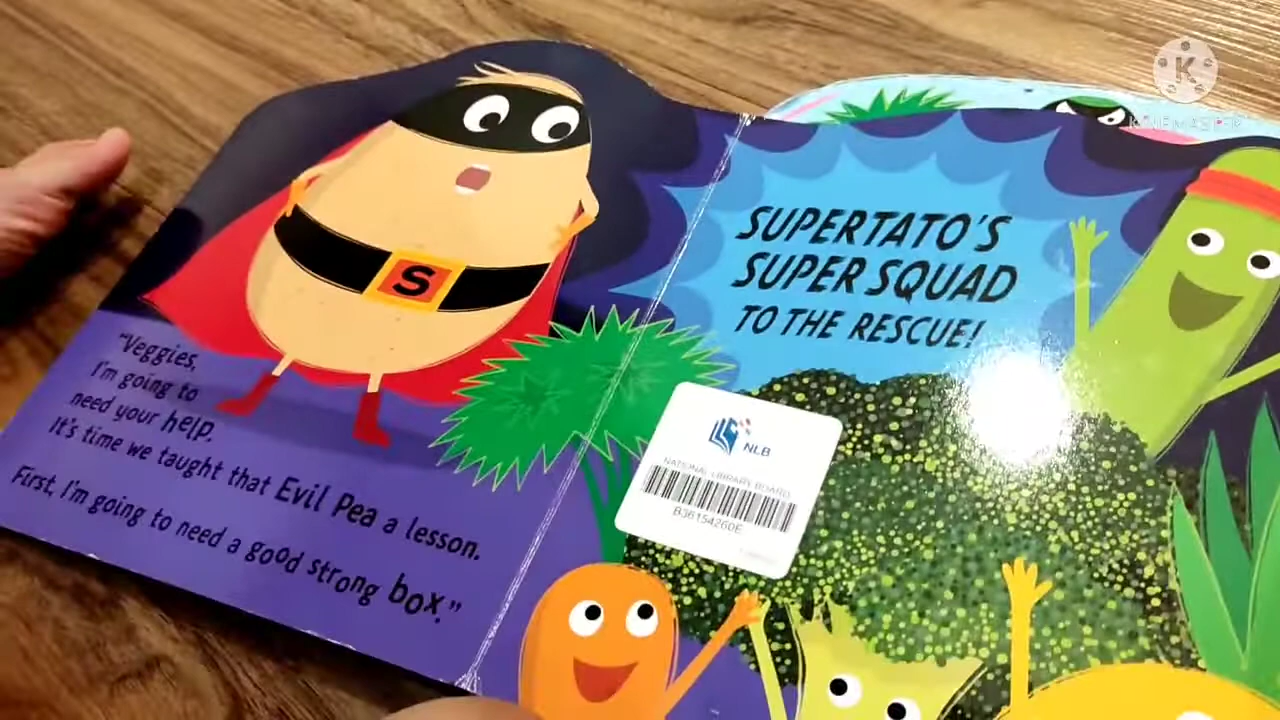 S
"Veggies,
I'm going to
need your help.
It's time we taught that Evil Pea a lesson.
First, I'm going to need a good strong box."
SUPERTATO'S
SUPER SQUAD
TO THE RESCUE!
NLB
NATIONAL LIBRARY BOARD
B36154260E
K
KINEMASTER